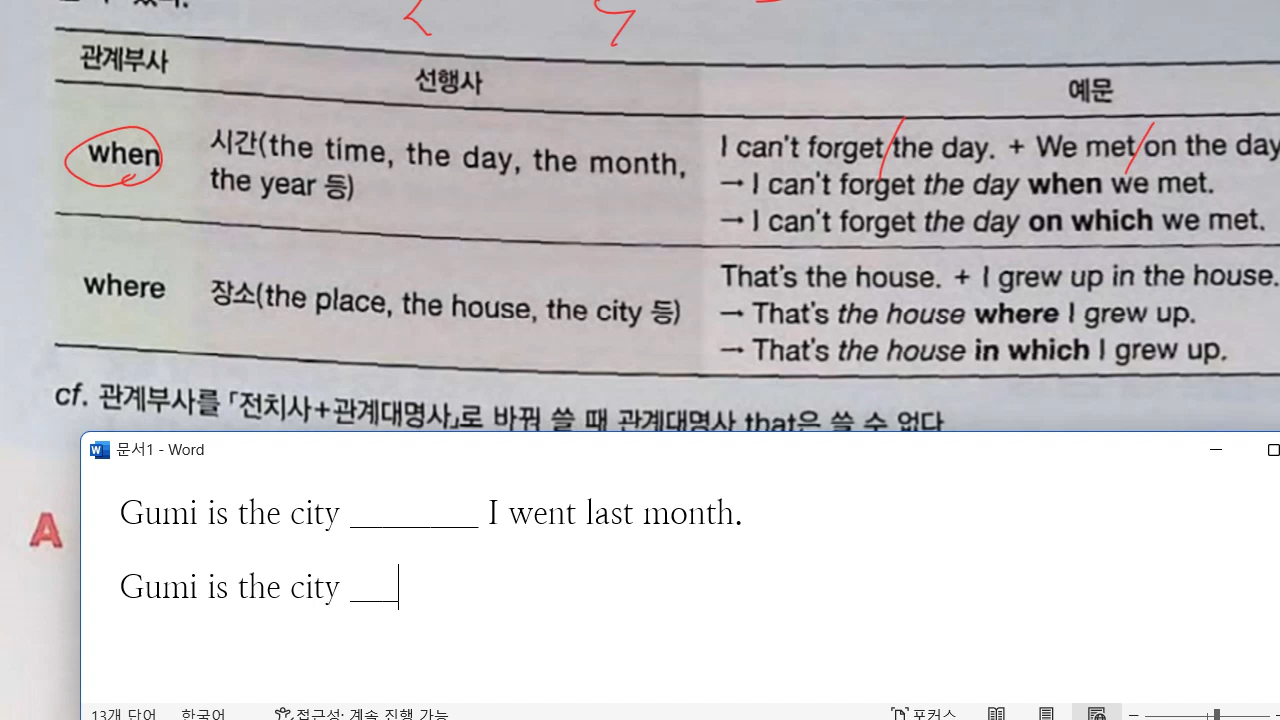 관계부사 선행사 예문
when 시간(the time, the day, the month, the year 등)
I can't forget the day. + We met on the day
→ I can't forget the day when we met.
→ I can't forget the day on which we met.
where 장소(the place, the house, the city 등)
That's the house. + I grew up in the house.
→ That's the house where I grew up.
→ That's the house in which I grew up.
cf. 관계부사를 「전치사+관계대명사」로 바꿔 쓸 때 관계대명사 that은 쓸 수 없다
A
문서1 - Word
Gumi is the city ________ I went last month.
Gumi is the city ___
13개 단어 한국어 접근성: 계속 진행 가능 포커스